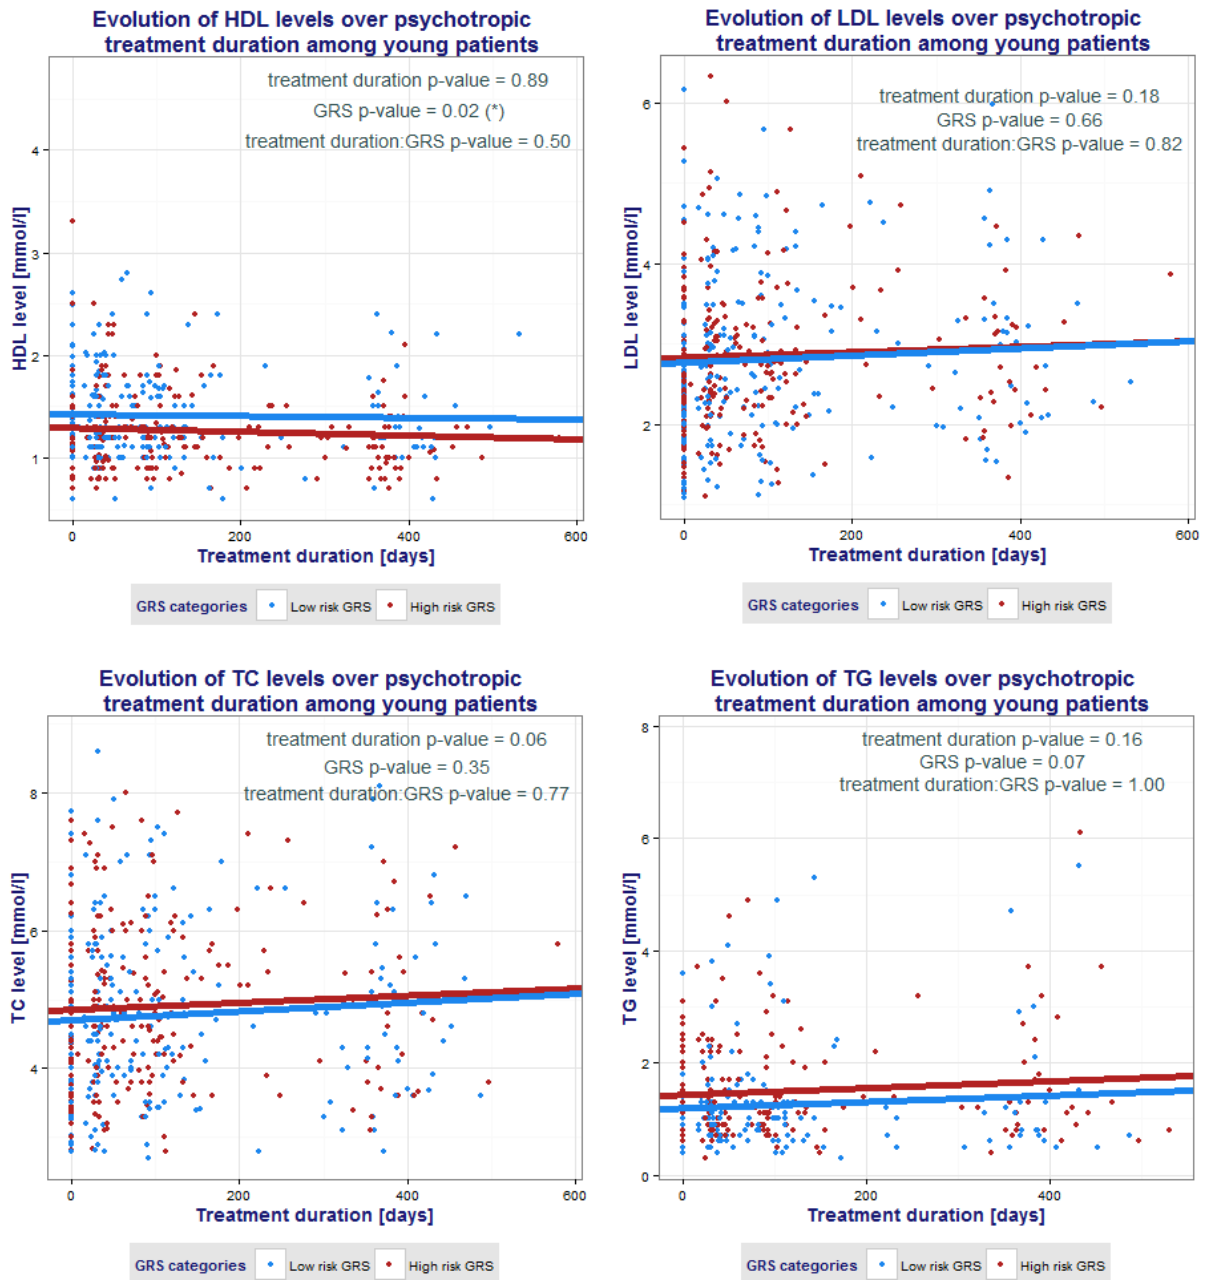 Evolution of HDL levels over psychotropic
treatment duration among young patients
treatment duration p-value = 0.89
GRS p-value = 0.02 (*)
treatment duration:GRS p-value = 0.50
HDL level [mmol/l]
4
3
2
1
0
200
400
600
Treatment duration [days]
GRS categories
Low risk GRS
High risk GRS
Evolution of LDL levels over psychotropic
treatment duration among young patients
treatment duration p-value = 0.18
GRS p-value = 0.66
treatment duration:GRS p-value = 0.82
LDL level [mmol/l]
6
4
2
0
200
400
600
Treatment duration [days]
GRS categories
Low risk GRS
High risk GRS
Evolution of TC levels over psychotropic
treatment duration among young patients
treatment duration p-value = 0.06
GRS p-value = 0.35
treatment duration:GRS p-value = 0.77
TC level [mmol/l]
8
6
4
0
200
400
600
Treatment duration [days]
GRS categories
Low risk GRS
High risk GRS
Evolution of TG levels over psychotropic
treatment duration among young patients
treatment duration p-value = 0.16
GRS p-value = 0.07
treatment duration:GRS p-value = 1.00
TG level [mmol/l]
8
6
4
2
0
0
200
400
Treatment duration [days]
GRS categories
Low risk GRS
High risk GRS